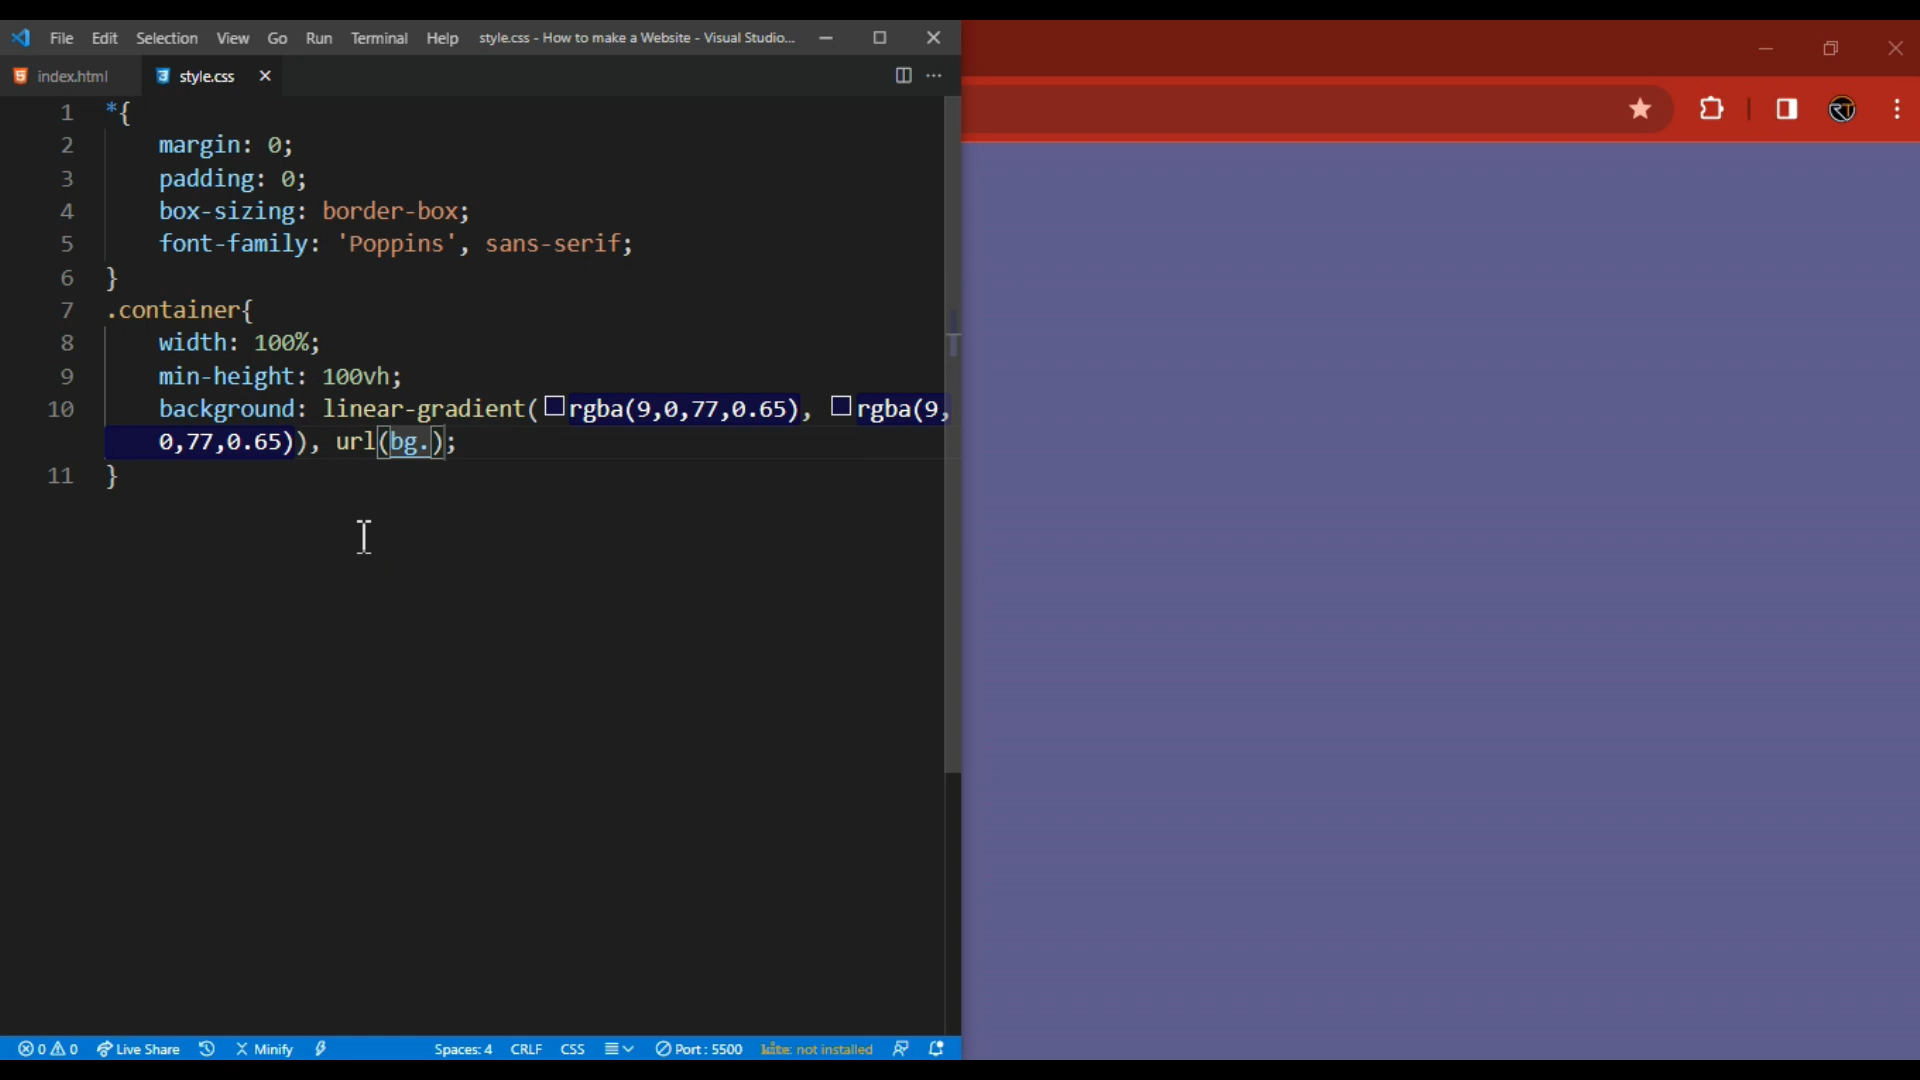 File Edit Selection View Go Run Terminal Help style.css - How to make a Website - Visual Studio...
index.html style.css
1 *{
2 margin: 0;
3 padding: 0;
4 box-sizing: border-box;
5 font-family: 'Poppins', sans-serif;
6 }
7 .container{
8 width: 100%;
9 min-height: 100vh;
10 background: linear-gradient(rgba(9,0,77,0.65), rgba(9,
0,77,0.65)), url(bg.);
11 }
RT
0 0 Live Share Minify Spaces: 4 CRLF CSS Port : 5500 kite: not installed